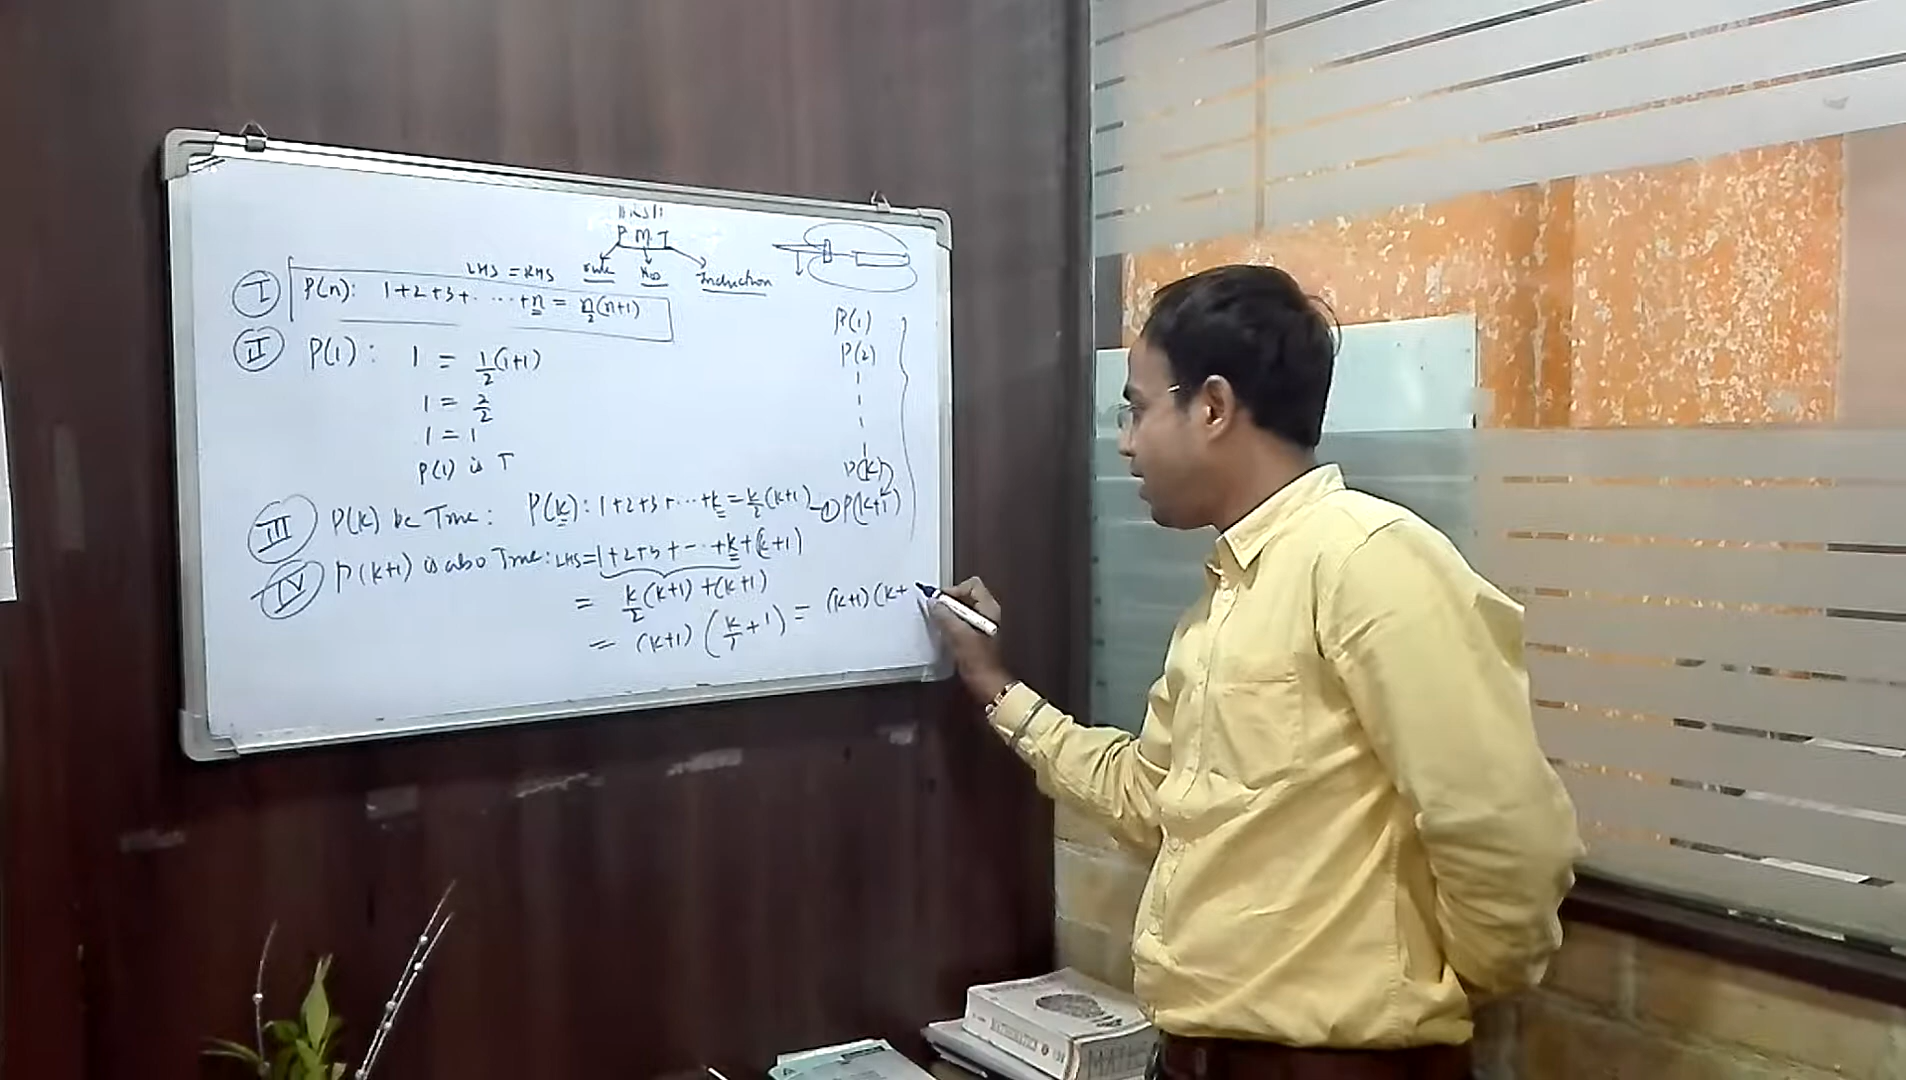 P M I
LHS = RHS
Induction
I P(n): 1+2+3+.....+n = n/2(n+1)
II P(1): 1 = 1/2(1+1)
1 = 2/2
1 = 1
P(1) is T
P(1)
P(2)
P(k)
P(k+1)
III P(k) be True: P(k): 1+2+3+...+k = k/2(k+1) -①
IV P(k+1) is also True: LHS = 1+2+3+-..+k+(k+1)
= k/2(k+1)+(k+1)
= (k+1)(k/2+1) = (k+1)(k+
MATHEMATICS
MATHS